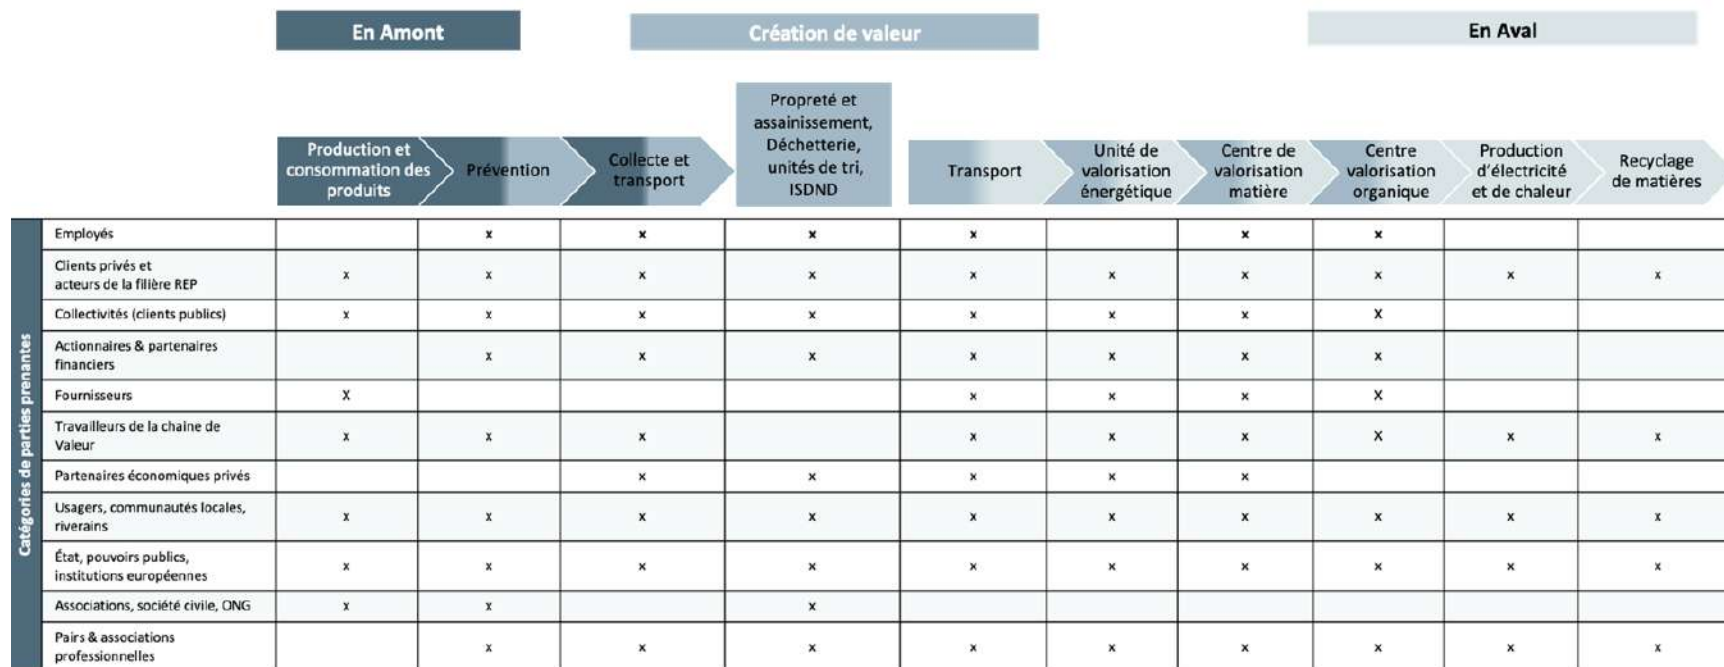 En Amont
Création de valeur
En Aval
Production et
consommation des
produits
Prévention
Collecte et
transport
Propreté et
assainissement,
Déchetterie,
unités de tri,
ISDND
Transport
Unité de
valorisation
énergétique
Centre de
valorisation
matière
Centre
valorisation
organique
Production
d'électricité
et de chaleur
Recyclage
de matières
Catégories de parties prenantes
Employés
x x x x x x
Clients privés et
acteurs de la filière REP
x x x x x x x x x x
Collectivités (clients publics)
x x x x x x x x
Actionnaires & partenaires
financiers
x x x x x x x
Fournisseurs
x x x x x
Travailleurs de la chaine de
Valeur
x x x x x x x x x
Partenaires économiques privés
x x x x x
Usagers, communautés locales,
riverains
x x x x x x x x x x
État, pouvoirs publics,
institutions européennes
x x x x x x x x x x
Associations, société civile, ONG
x x x
Pairs & associations
professionnelles
x x x x x x x x x